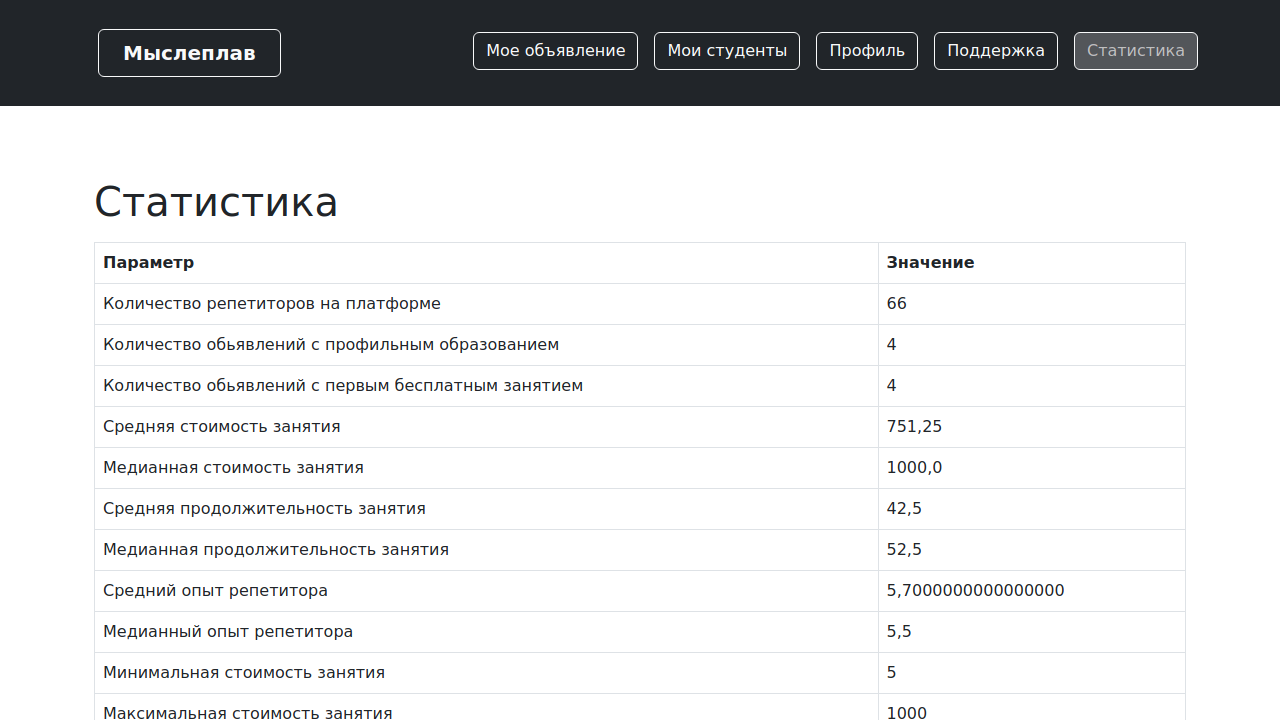 Мыслеплав
Мое объявление
Мои студенты
Профиль
Поддержка
Статистика
Статистика
Параметр Значение
Количество репетиторов на платформе 66
Количество обьявлений с профильным образованием 4
Количество обьявлений с первым бесплатным занятием 4
Средняя стоимость занятия 751,25
Медианная стоимость занятия 1000,0
Средняя продолжительность занятия 42,5
Медианная продолжительность занятия 52,5
Средний опыт репетитора 5,7000000000000000
Медианный опыт репетитора 5,5
Минимальная стоимость занятия 5
Максимальная стоимость занятия 1000